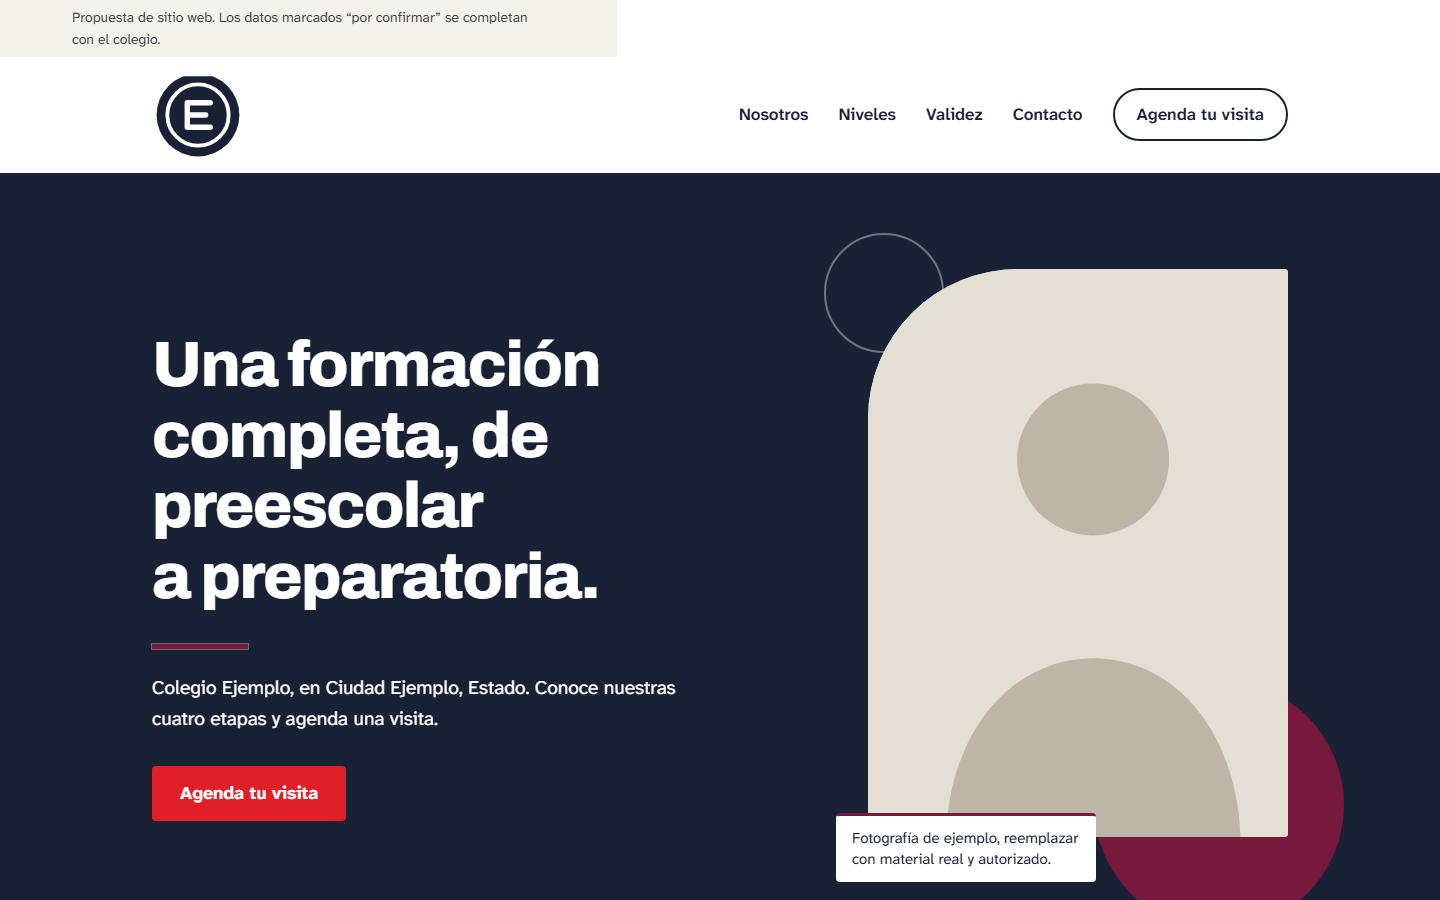 Propuesta de sitio web. Los datos marcados “por confirmar” se completan
con el colegio.
E
Nosotros
Niveles
Validez
Contacto
Agenda tu visita
Una formación
completa, de
preescolar
a preparatoria.
Colegio Ejemplo, en Ciudad Ejemplo, Estado. Conoce nuestras
cuatro etapas y agenda una visita.
Agenda tu visita
Fotografía de ejemplo, reemplazar
con material real y autorizado.